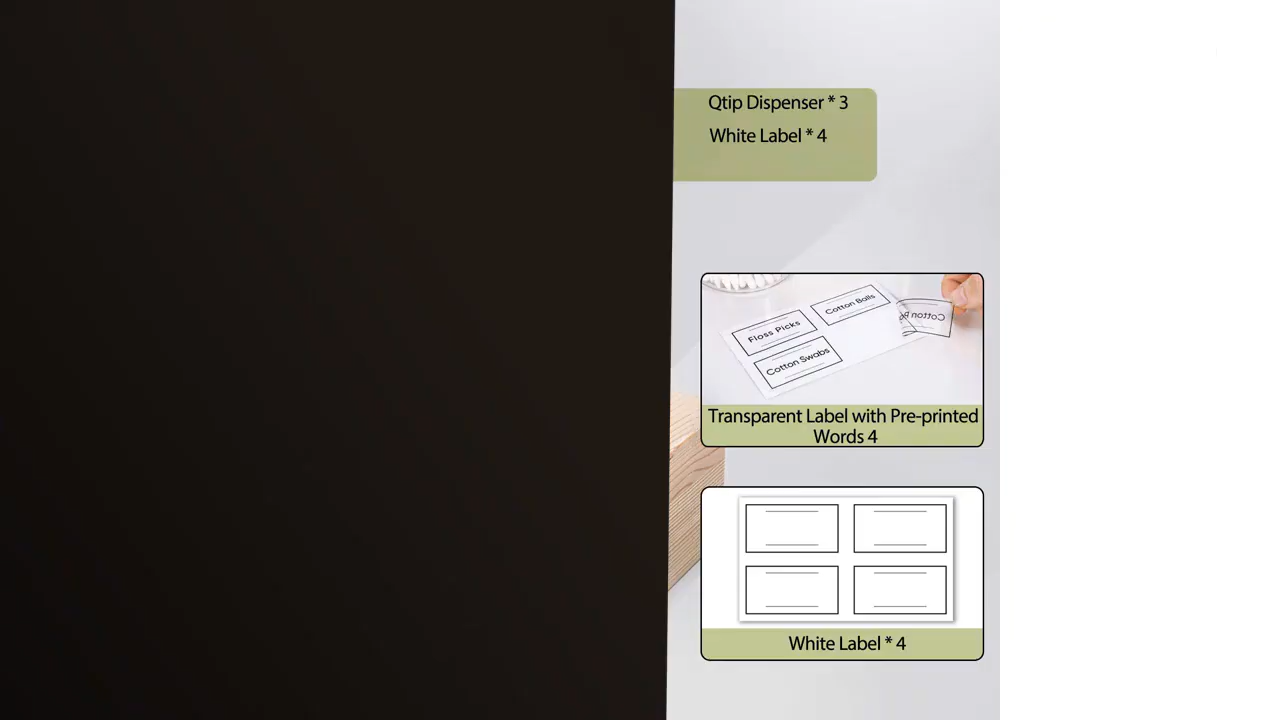 Qtip Dispenser * 3
White Label * 4
Floss Picks
Cotton Balls
Cotton Swabs
Cotton
Transparent Label with Pre-printed
Words 4
White Label * 4